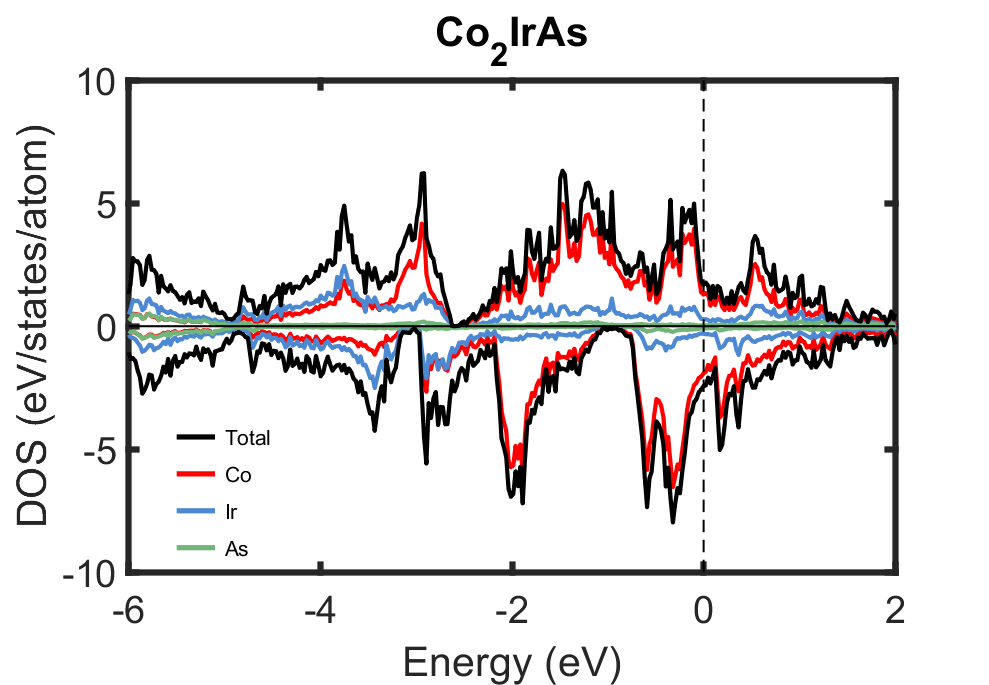 Co₂IrAs
DOS (eV/states/atom)
10
5
0
-5
-10
Total
Co
Ir
As
-6 -4 -2 0 2
Energy (eV)